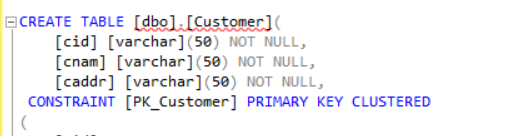 CREATE TABLE [dbo].[Customer](
[cid] [varchar](50) NOT NULL,
[cnam] [varchar](50) NOT NULL,
[caddr] [varchar](50) NOT NULL,
CONSTRAINT [PK_Customer] PRIMARY KEY CLUSTERED
(